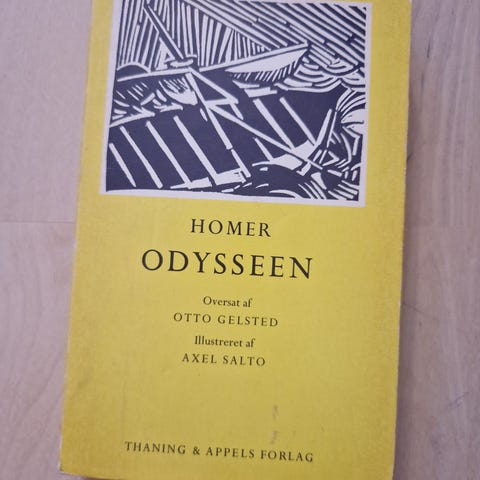 HOMER
ODYSSEEN
Oversat af
OTTO GELSTED
Illustreret af
AXEL SALTO
THANING & APPELS FORLAG